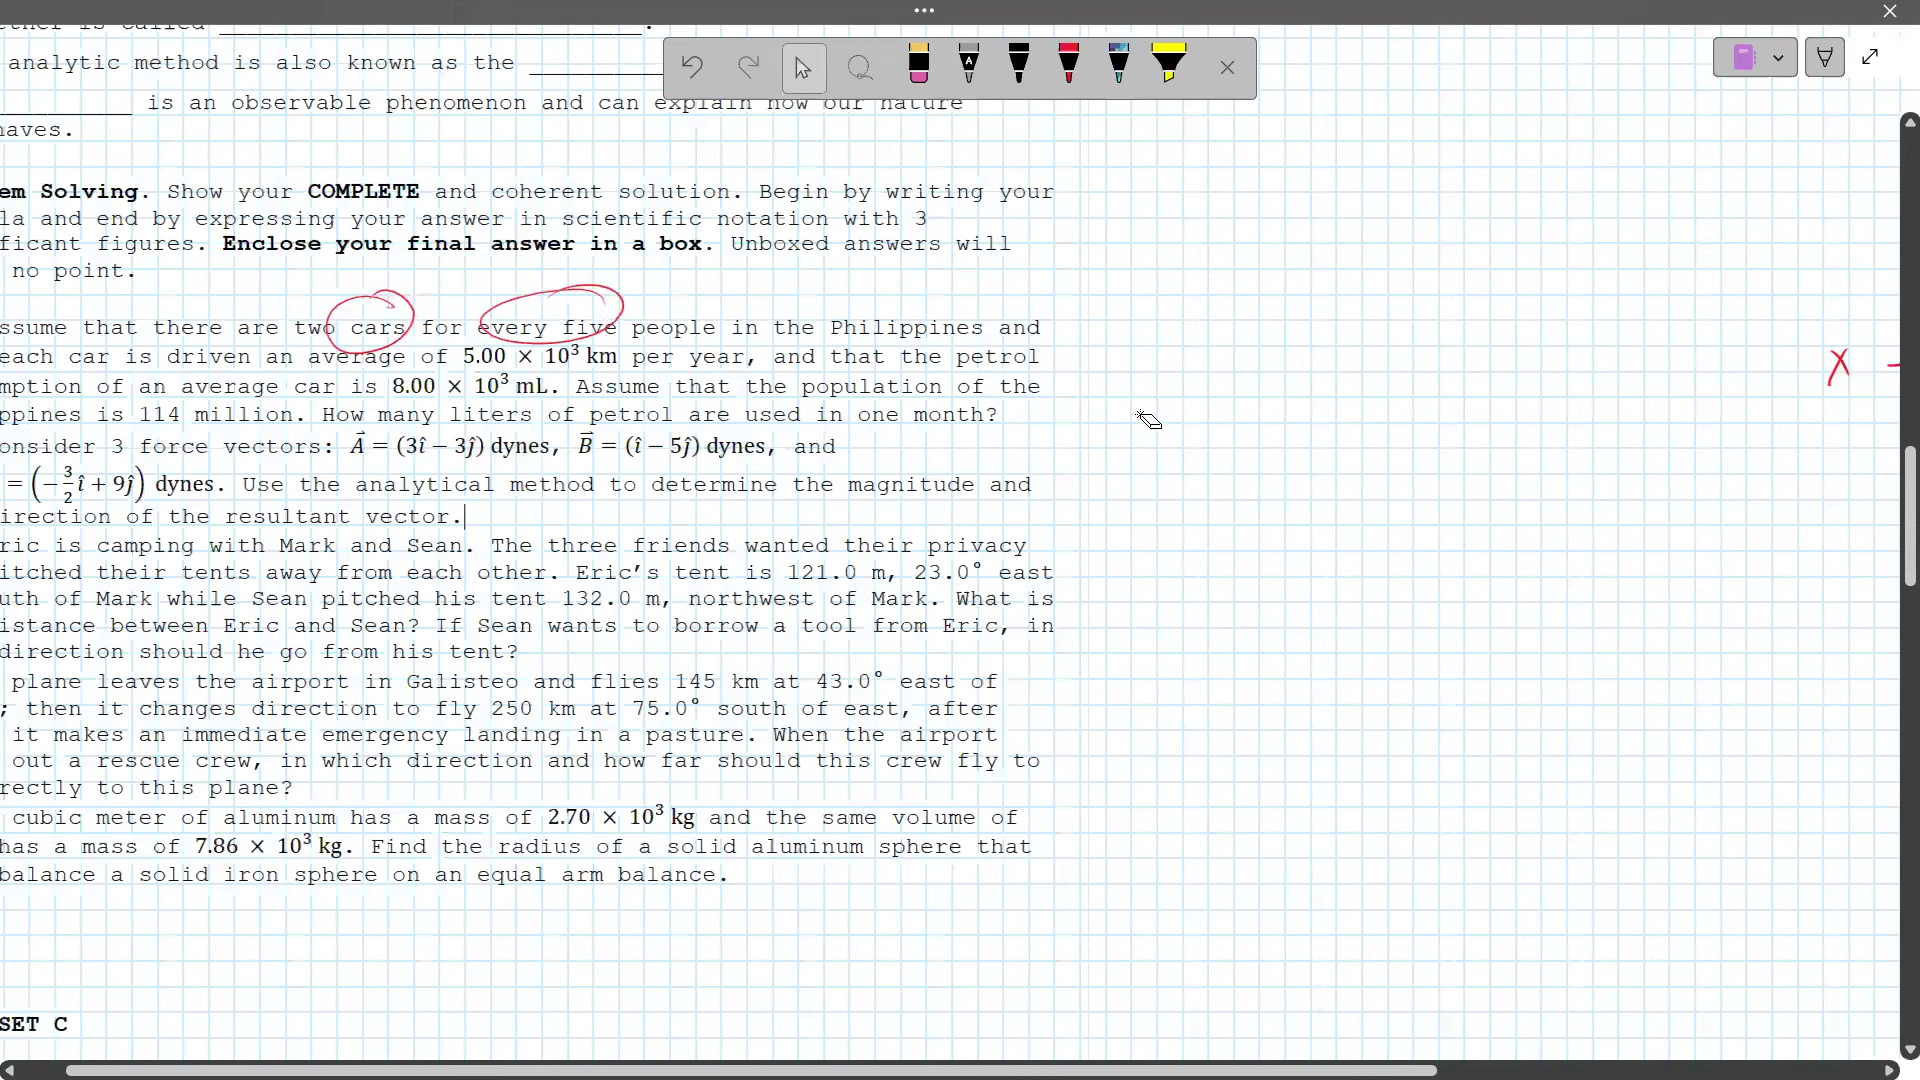 ther is called ______________________________.
analytic method is also known as the __________
__________ is an observable phenomenon and can explain how our nature
haves.
em Solving. Show your COMPLETE and coherent solution. Begin by writing your
la and end by expressing your answer in scientific notation with 3
ficant figures. Enclose your final answer in a box. Unboxed answers will
no point.
ssume that there are two cars for every five people in the Philippines and
each car is driven an average of 5.00 × 10³ km per year, and that the petrol
mption of an average car is 8.00 × 10³ mL. Assume that the population of the
ppines is 114 million. How many liters of petrol are used in one month?
onsider 3 force vectors: A⃗ = (3î − 3ĵ) dynes, B⃗ = (î − 5ĵ) dynes, and
= (−3/2 î + 9ĵ) dynes. Use the analytical method to determine the magnitude and
irection of the resultant vector.
ric is camping with Mark and Sean. The three friends wanted their privacy
itched their tents away from each other. Eric’s tent is 121.0 m, 23.0° east
uth of Mark while Sean pitched his tent 132.0 m, northwest of Mark. What is
istance between Eric and Sean? If Sean wants to borrow a tool from Eric, in
direction should he go from his tent?
plane leaves the airport in Galisteo and flies 145 km at 43.0° east of
; then it changes direction to fly 250 km at 75.0° south of east, after
it makes an immediate emergency landing in a pasture. When the airport
out a rescue crew, in which direction and how far should this crew fly to
rectly to this plane?
cubic meter of aluminum has a mass of 2.70 × 10³ kg and the same volume of
has a mass of 7.86 × 10³ kg. Find the radius of a solid aluminum sphere that
balance a solid iron sphere on an equal arm balance.
SET C
X -